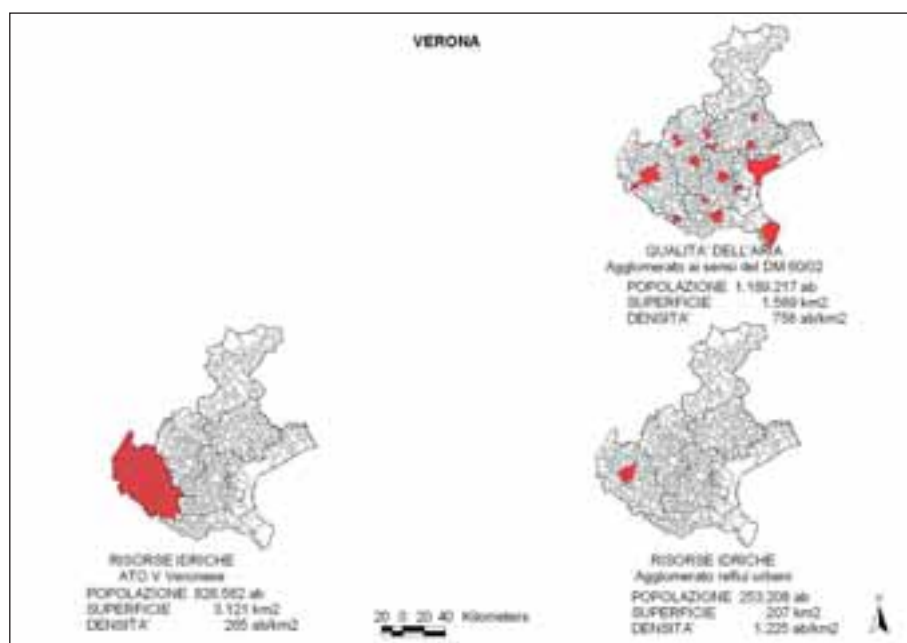 VERONA
QUALITA' DELL'ARIA
Agglomerato ai sensi del DM 60/02
POPOLAZIONE 1.189.217 ab
SUPERFICIE 1.569 km2
DENSITA' 758 ab/km2
RISORSE IDRICHE
ATO V Veronese
POPOLAZIONE 826.582 ab
SUPERFICIE 3.121 km2
DENSITA' 265 ab/km2
20 0 20 40 Kilometers
RISORSE IDRICHE
Agglomerato reflui urbani
POPOLAZIONE 253.208 ab
SUPERFICIE 207 km2
DENSITA' 1.225 ab/km2